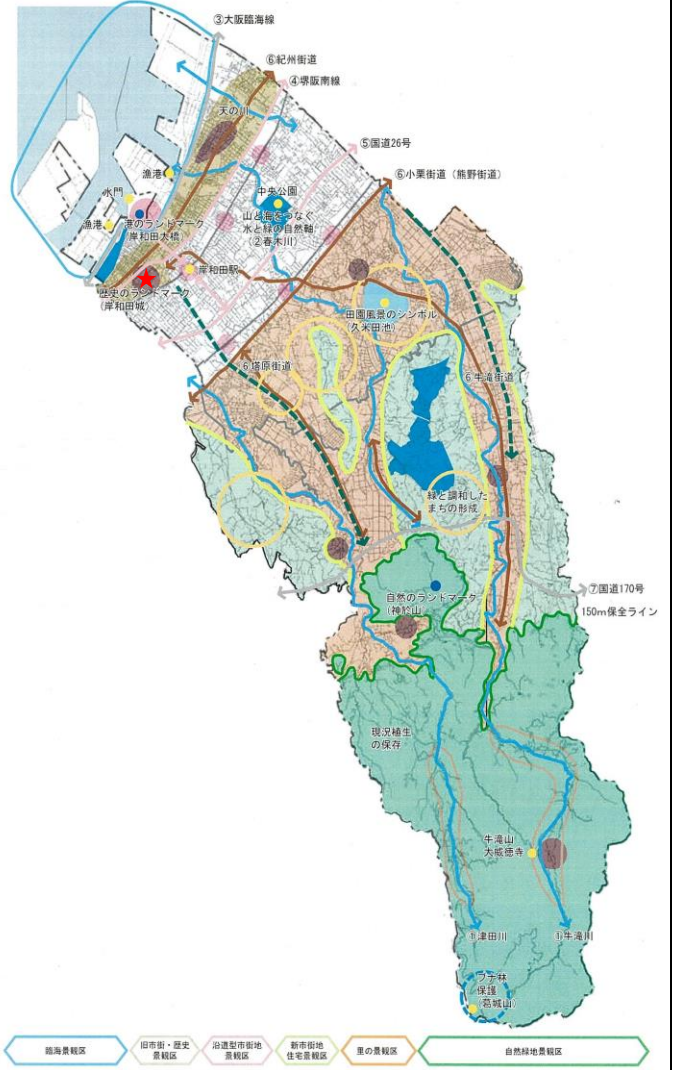 ③大阪臨海線
⑥紀州街道
④堺阪南線
天の川
⑤国道26号
漁港
⑥小栗街道（熊野街道）
水門
中央公園
漁港
港のランドマーク
岸和田大橋
山と海をつなぐ
水と緑の自然軸
（②春木川）
岸和田駅
歴史のランドマーク
（岸和田城）
田園風景のシンボル
（久米田池）
⑥塔原街道
⑥牛滝街道
緑と調和した
まちの形成
⑦国道170号
自然のランドマーク
（神於山）
150m保全ライン
現況植生
の保存
牛滝山
大威徳寺
①津田川
①牛滝川
ブナ林
保護
（葛城山）
臨海景観区
旧市街・歴史
景観区
沿道型市街地
景観区
新市街地
住宅景観区
里の景観区
自然緑地景観区